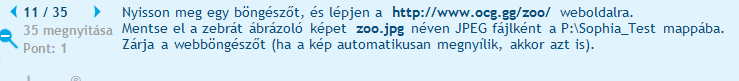 11 / 35
35 megnyitása
Pont: 1
Nyisson meg egy böngészőt, és lépjen a http://www.ocg.gg/zoo/ weboldalra.
Mentse el a zebrát ábrázoló képet zoo.jpg néven JPEG fájlként a P:\Sophia_Test mappába.
Zárja a webböngészőt (ha a kép automatikusan megnyílik, akkor azt is).